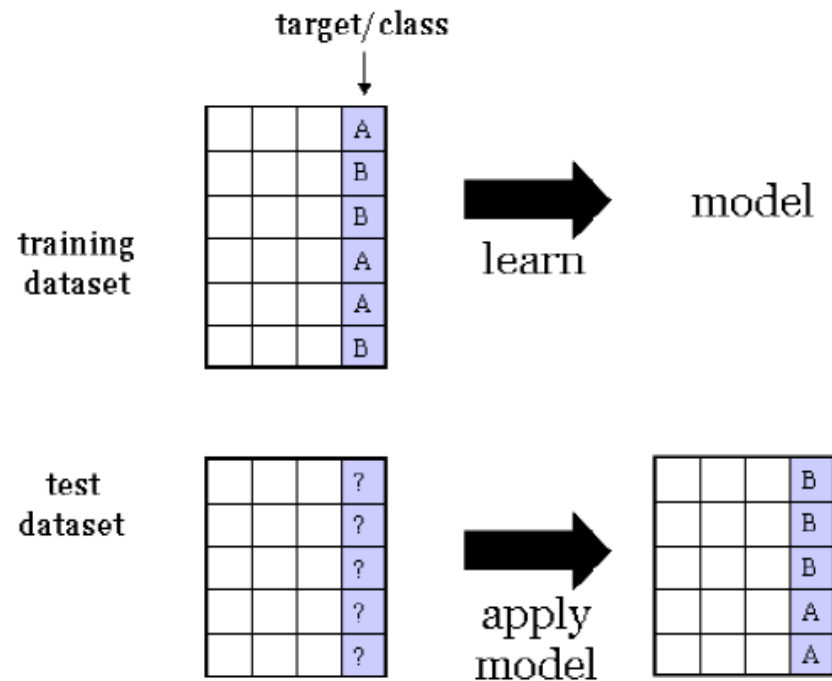 target/class
A
B
B
A
A
B
training
dataset
learn
model
test
dataset
?
?
?
?
?
apply
model
B
B
B
A
A